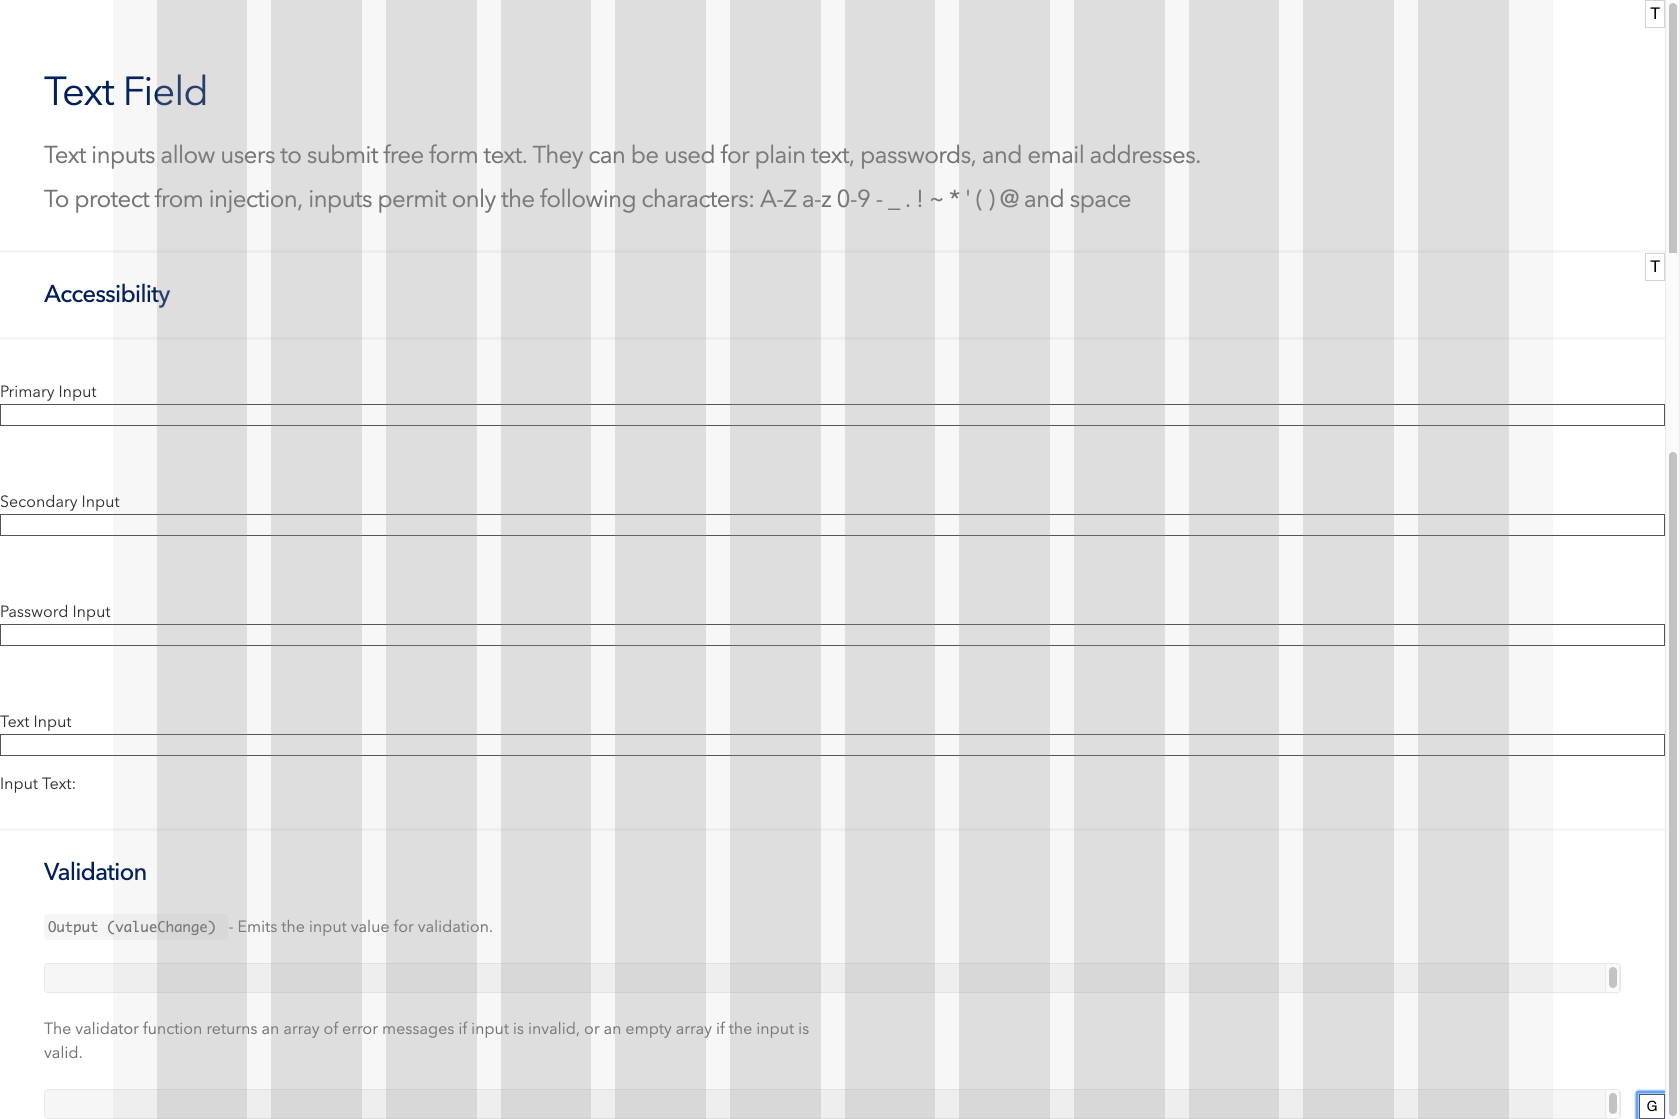 T
Text Field
Text inputs allow users to submit free form text. They can be used for plain text, passwords, and email addresses.
To protect from injection, inputs permit only the following characters: A-Z a-z 0-9 - _ . ! ~ * ' ( ) @ and space
T
Accessibility
Primary Input
Secondary Input
Password Input
Text Input
Input Text:
Validation
Output (valueChange) - Emits the input value for validation.
The validator function returns an array of error messages if input is invalid, or an empty array if the input is
valid.
G